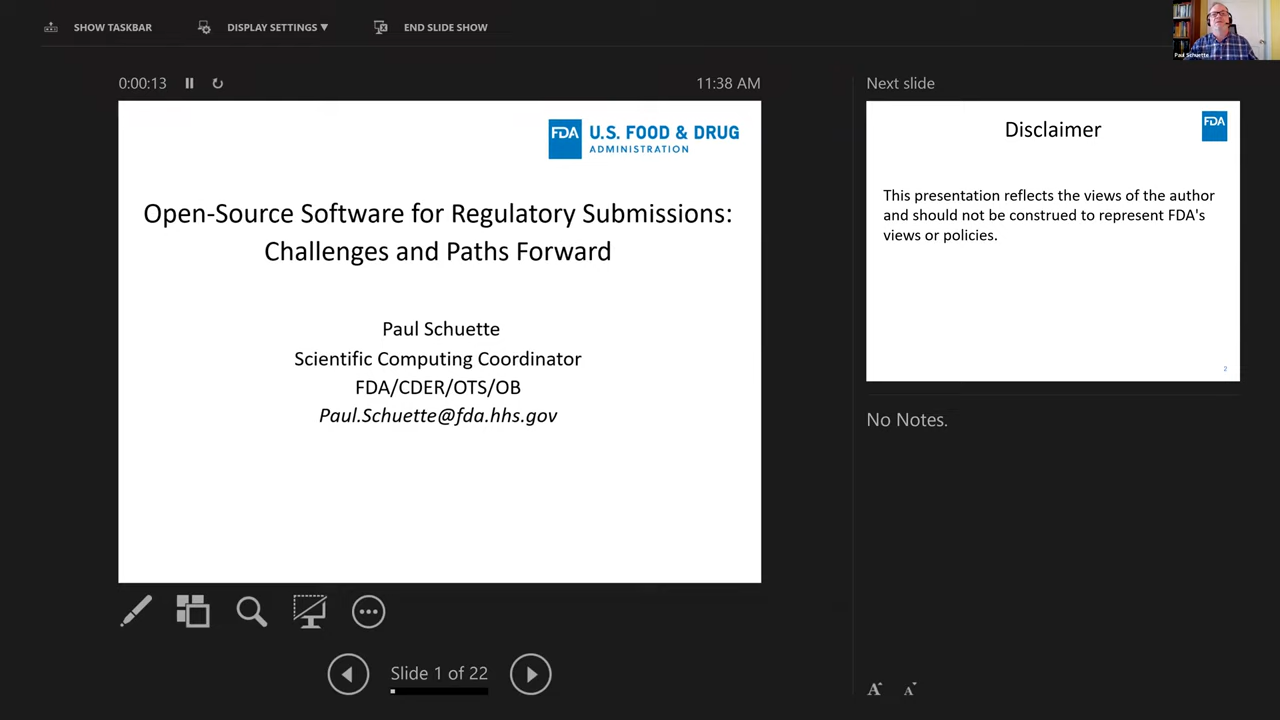 SHOW TASKBAR
DISPLAY SETTINGS ▼
END SLIDE SHOW
Paul Schuette
0:00:13
11:38 AM
Next slide
FDA U.S. FOOD & DRUG
ADMINISTRATION
Open-Source Software for Regulatory Submissions:
Challenges and Paths Forward
Paul Schuette
Scientific Computing Coordinator
FDA/CDER/OTS/OB
Paul.Schuette@fda.hhs.gov
Disclaimer
FDA
This presentation reflects the views of the author
and should not be construed to represent FDA's
views or policies.
2
No Notes.
Slide 1 of 22
A A